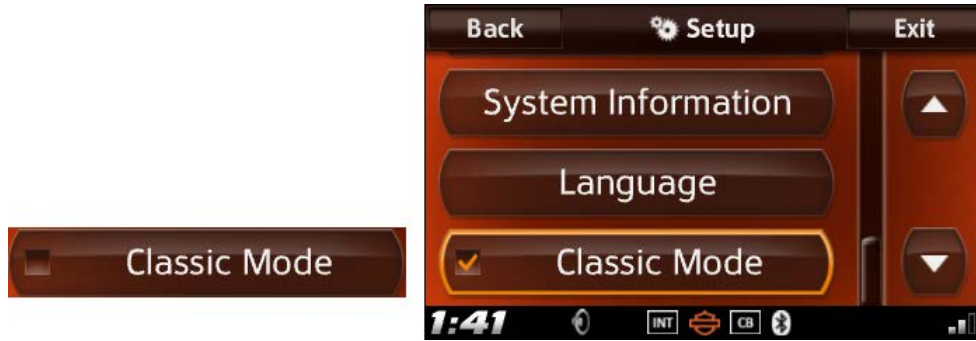 Back Setup Exit
System Information
Language
Classic Mode
Classic Mode
1:41 INT CB